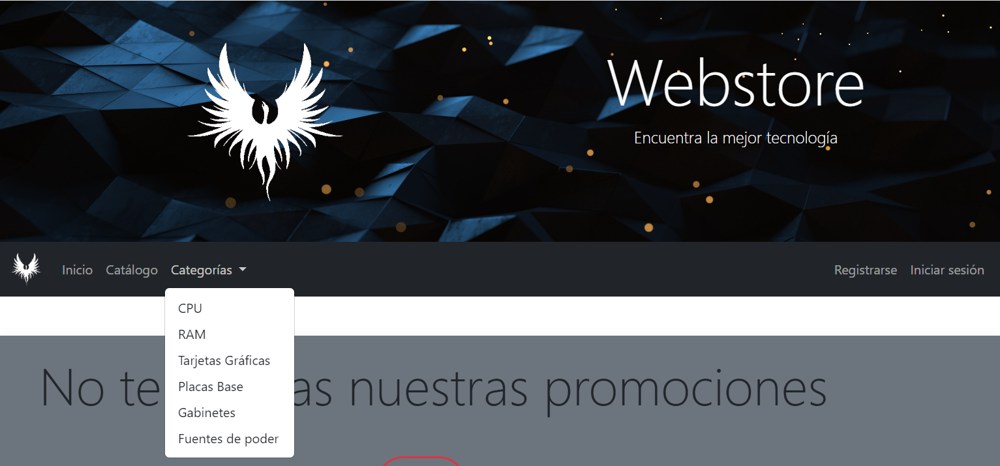 Webstore
Encuentra la mejor tecnología
Inicio Catálogo Categorías Registrarse Iniciar sesión
CPU
RAM
Tarjetas Gráficas
Placas Base
Gabinetes
Fuentes de poder
No te as nuestras promociones